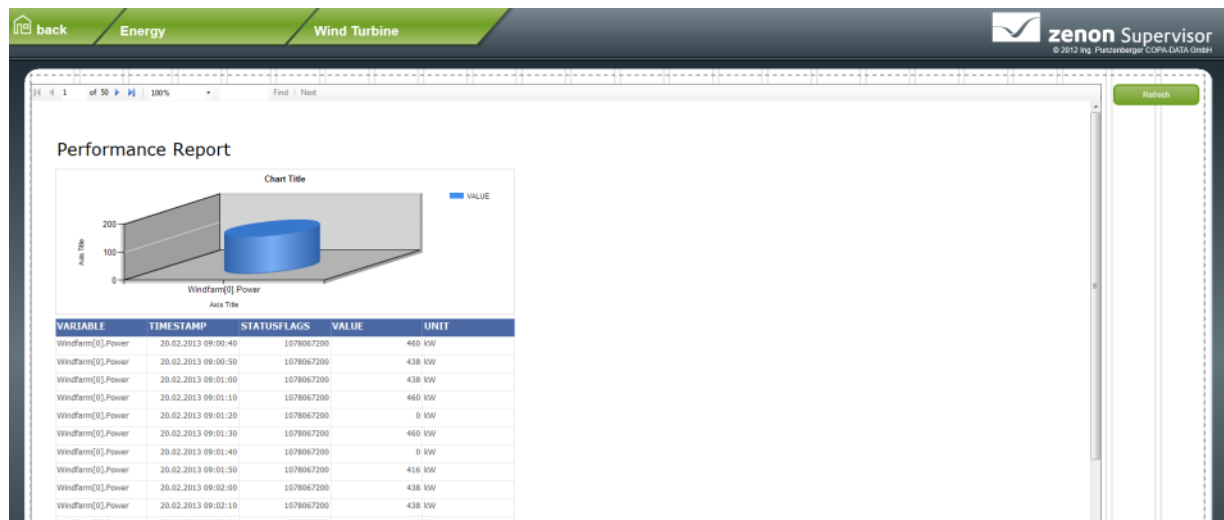 back Energy Wind Turbine
zenon Supervisor
© 2012 Ing. Punzenberger COPA-DATA GmbH
1 of 50 100% Find | Next
Refresh
Performance Report
Chart Title
VALUE
200
100
0
Axis Title
Windfarm[0].Power
Axis Title
VARIABLE TIMESTAMP STATUSFLAGS VALUE UNIT
Windfarm[0].Power 20.02.2013 09:00:40 1078067200 460 kW
Windfarm[0].Power 20.02.2013 09:00:50 1078067200 438 kW
Windfarm[0].Power 20.02.2013 09:01:00 1078067200 438 kW
Windfarm[0].Power 20.02.2013 09:01:10 1078067200 460 kW
Windfarm[0].Power 20.02.2013 09:01:20 1078067200 0 kW
Windfarm[0].Power 20.02.2013 09:01:30 1078067200 460 kW
Windfarm[0].Power 20.02.2013 09:01:40 1078067200 0 kW
Windfarm[0].Power 20.02.2013 09:01:50 1078067200 416 kW
Windfarm[0].Power 20.02.2013 09:02:00 1078067200 438 kW
Windfarm[0].Power 20.02.2013 09:02:10 1078067200 438 kW